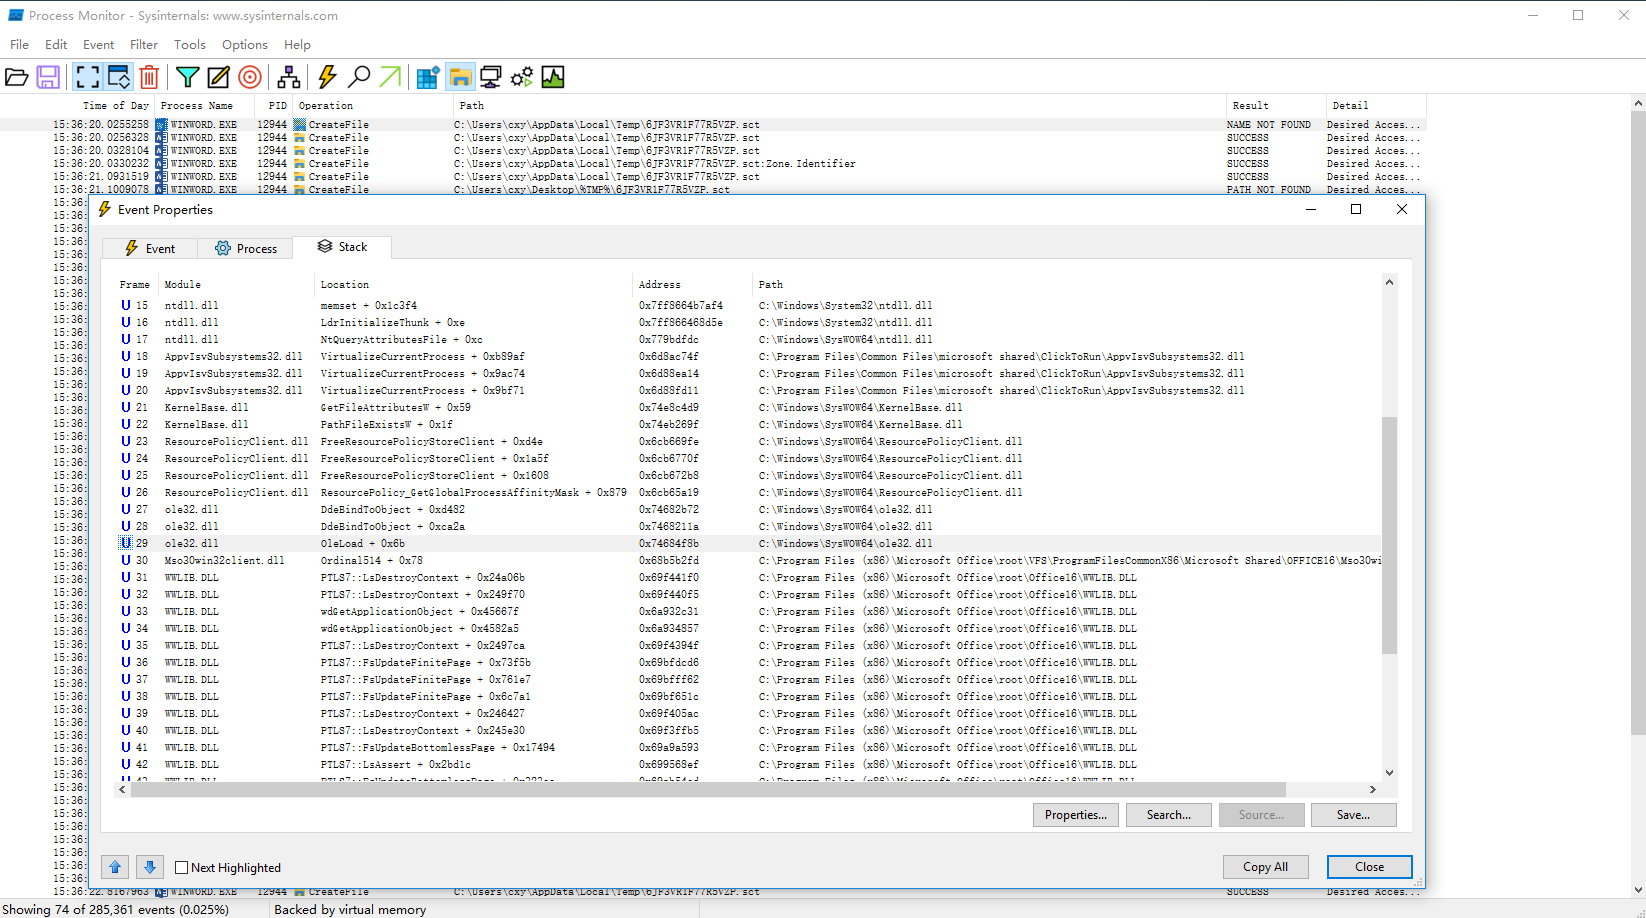 Process Monitor - Sysinternals: www.sysinternals.com
File Edit Event Filter Tools Options Help
Time of Day Process Name PID Operation Path Result Detail
15:36:20.0255258 WINWORD.EXE 12944 CreateFile C:\Users\cxy\AppData\Local\Temp\6JF3VR1F77R5VZP.sct NAME NOT FOUND Desired Acces...
15:36:20.0256328 WINWORD.EXE 12944 CreateFile C:\Users\cxy\AppData\Local\Temp\6JF3VR1F77R5VZP.sct SUCCESS Desired Acces...
15:36:20.0328104 WINWORD.EXE 12944 CreateFile C:\Users\cxy\AppData\Local\Temp\6JF3VR1F77R5VZP.sct SUCCESS Desired Acces...
15:36:20.0330232 WINWORD.EXE 12944 CreateFile C:\Users\cxy\AppData\Local\Temp\6JF3VR1F77R5VZP.sct:Zone.Identifier SUCCESS Desired Acces...
15:36:21.0931519 WINWORD.EXE 12944 CreateFile C:\Users\cxy\AppData\Local\Temp\6JF3VR1F77R5VZP.sct SUCCESS Desired Acces...
15:36:21.1009078 WINWORD.EXE 12944 CreateFile C:\Users\cxy\Desktop\%TMP%\6JF3VR1F77R5VZP.sct PATH NOT FOUND Desired Acces...
Event Properties
Event Process Stack
Frame Module Location Address Path
U 15 ntdll.dll memset + 0x1c3f4 0x7ff8664b7af4 C:\Windows\System32\ntdll.dll
U 16 ntdll.dll LdrInitializeThunk + 0xe 0x7ff866468d5e C:\Windows\System32\ntdll.dll
U 17 ntdll.dll NtQueryAttributesFile + 0xc 0x779bdfdc C:\Windows\SysWOW64\ntdll.dll
U 18 AppvIsvSubsystems32.dll VirtualizeCurrentProcess + 0xb89af 0x6d8ac74f C:\Program Files\Common Files\microsoft shared\ClickToRun\AppvIsvSubsystems32.dll
U 19 AppvIsvSubsystems32.dll VirtualizeCurrentProcess + 0x9ac74 0x6d88ea14 C:\Program Files\Common Files\microsoft shared\ClickToRun\AppvIsvSubsystems32.dll
U 20 AppvIsvSubsystems32.dll VirtualizeCurrentProcess + 0x9bf71 0x6d88fd11 C:\Program Files\Common Files\microsoft shared\ClickToRun\AppvIsvSubsystems32.dll
U 21 KernelBase.dll GetFileAttributesW + 0x59 0x74e8c4d9 C:\Windows\SysWOW64\KernelBase.dll
U 22 KernelBase.dll PathFileExistsW + 0x1f 0x74eb269f C:\Windows\SysWOW64\KernelBase.dll
U 23 ResourcePolicyClient.dll FreeResourcePolicyStoreClient + 0xd4e 0x6cb669fe C:\Windows\SysWOW64\ResourcePolicyClient.dll
U 24 ResourcePolicyClient.dll FreeResourcePolicyStoreClient + 0x1a5f 0x6cb6770f C:\Windows\SysWOW64\ResourcePolicyClient.dll
U 25 ResourcePolicyClient.dll FreeResourcePolicyStoreClient + 0x1608 0x6cb672b8 C:\Windows\SysWOW64\ResourcePolicyClient.dll
U 26 ResourcePolicyClient.dll ResourcePolicy_GetGlobalProcessAffinityMask + 0x879 0x6cb65a19 C:\Windows\SysWOW64\ResourcePolicyClient.dll
U 27 ole32.dll DdeBindToObject + 0xd482 0x74682b72 C:\Windows\SysWOW64\ole32.dll
U 28 ole32.dll DdeBindToObject + 0xca2a 0x7468211a C:\Windows\SysWOW64\ole32.dll
U 29 ole32.dll OleLoad + 0x6b 0x74684f8b C:\Windows\SysWOW64\ole32.dll
U 30 Mso30win32client.dll Ordinal514 + 0x78 0x68b5b2fd C:\Program Files (x86)\Microsoft Office\root\VFS\ProgramFilesCommonX86\Microsoft Shared\OFFICE16\Mso30wi
U 31 WWLIB.DLL PTLS7::LsDestroyContext + 0x24a06b 0x69f441f0 C:\Program Files (x86)\Microsoft Office\root\Office16\WWLIB.DLL
U 32 WWLIB.DLL PTLS7::LsDestroyContext + 0x249f70 0x69f440f5 C:\Program Files (x86)\Microsoft Office\root\Office16\WWLIB.DLL
U 33 WWLIB.DLL wdGetApplicationObject + 0x45667f 0x6a932c31 C:\Program Files (x86)\Microsoft Office\root\Office16\WWLIB.DLL
U 34 WWLIB.DLL wdGetApplicationObject + 0x4582a5 0x6a934857 C:\Program Files (x86)\Microsoft Office\root\Office16\WWLIB.DLL
U 35 WWLIB.DLL PTLS7::LsDestroyContext + 0x2497ca 0x69f4394f C:\Program Files (x86)\Microsoft Office\root\Office16\WWLIB.DLL
U 36 WWLIB.DLL PTLS7::FsUpdateFinitePage + 0x73f5b 0x69bfdcd6 C:\Program Files (x86)\Microsoft Office\root\Office16\WWLIB.DLL
U 37 WWLIB.DLL PTLS7::FsUpdateFinitePage + 0x761e7 0x69bfff62 C:\Program Files (x86)\Microsoft Office\root\Office16\WWLIB.DLL
U 38 WWLIB.DLL PTLS7::FsUpdateFinitePage + 0x6c7a1 0x69bf651c C:\Program Files (x86)\Microsoft Office\root\Office16\WWLIB.DLL
U 39 WWLIB.DLL PTLS7::LsDestroyContext + 0x246427 0x69f405ac C:\Program Files (x86)\Microsoft Office\root\Office16\WWLIB.DLL
U 40 WWLIB.DLL PTLS7::LsDestroyContext + 0x245e30 0x69f3ffb5 C:\Program Files (x86)\Microsoft Office\root\Office16\WWLIB.DLL
U 41 WWLIB.DLL PTLS7::FsUpdateBottomlessPage + 0x17494 0x69a9a593 C:\Program Files (x86)\Microsoft Office\root\Office16\WWLIB.DLL
U 42 WWLIB.DLL PTLS7::LsAssert + 0x2bd1c 0x699568ef C:\Program Files (x86)\Microsoft Office\root\Office16\WWLIB.DLL
Properties... Search... Source... Save...
Next Highlighted Copy All Close
15:36:22.8167963 WINWORD.EXE 12944 CreateFile C:\Users\cxy\AppData\Local\Temp\6JF3VR1F77R5VZP.sct SUCCESS Desired Acces...
Showing 74 of 285,361 events (0.025%) Backed by virtual memory